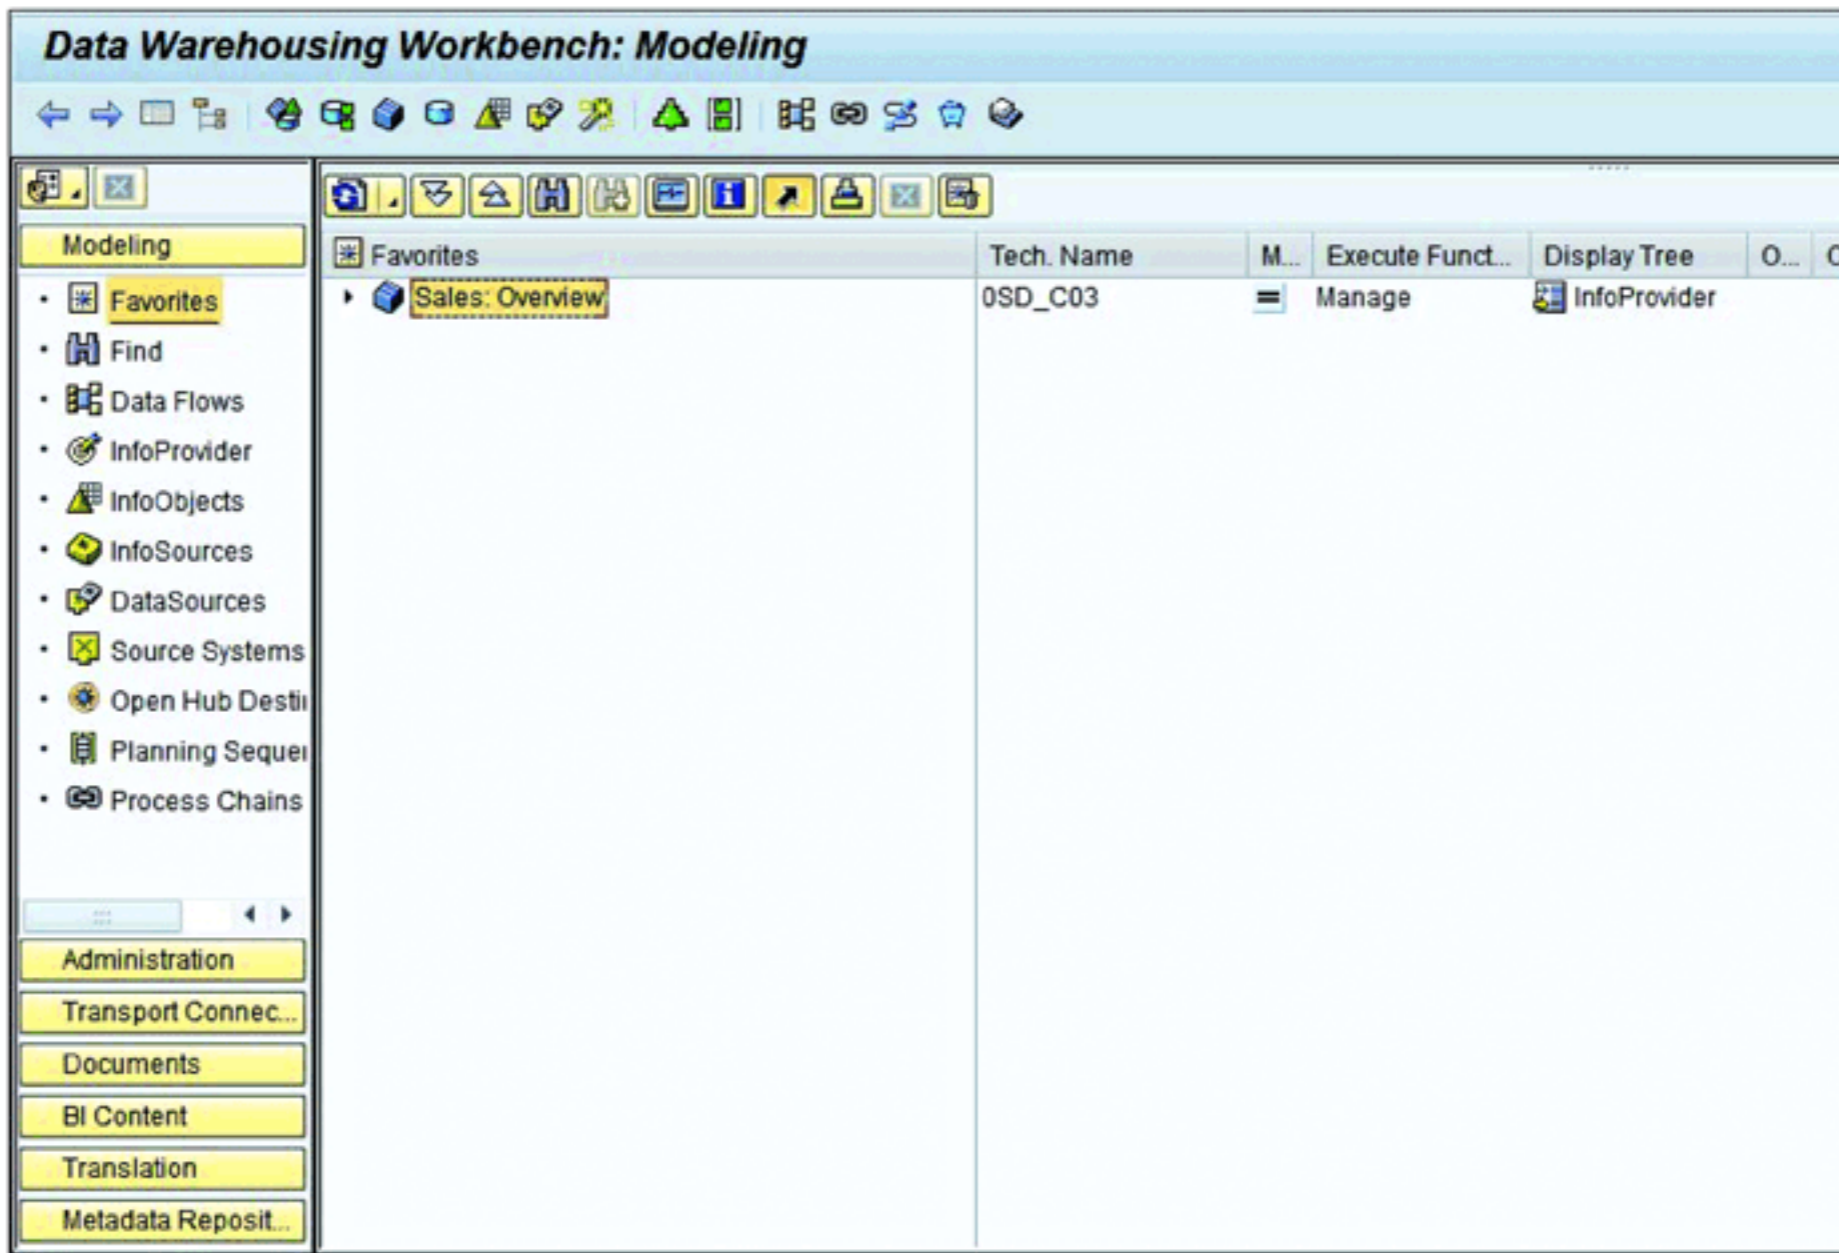 Data Warehousing Workbench: Modeling
Modeling
Favorites
Find
Data Flows
InfoProvider
InfoObjects
InfoSources
DataSources
Source Systems
Open Hub Desti
Planning Seque
Process Chains
Administration
Transport Connec...
Documents
BI Content
Translation
Metadata Reposit...
Favorites Tech. Name M... Execute Funct... Display Tree O...
Sales: Overview 0SD_C03 = Manage InfoProvider